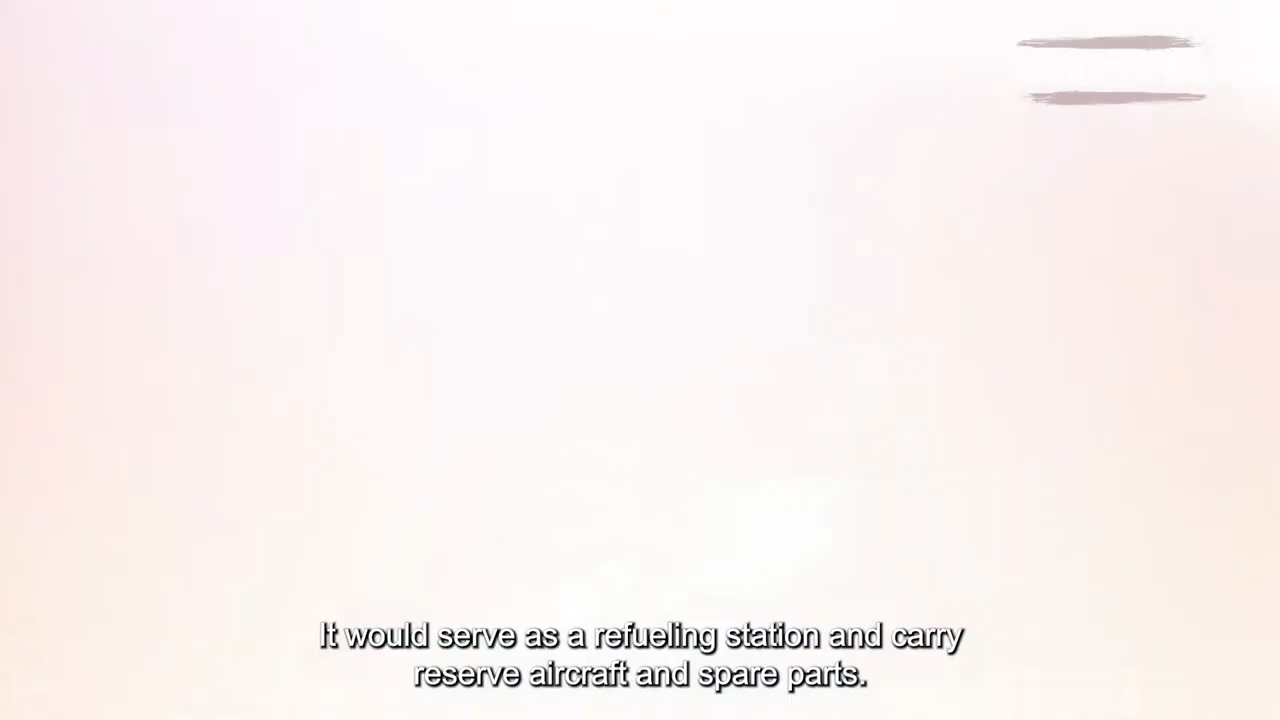 It would serve as a refueling station and carry
reserve aircraft and spare parts.